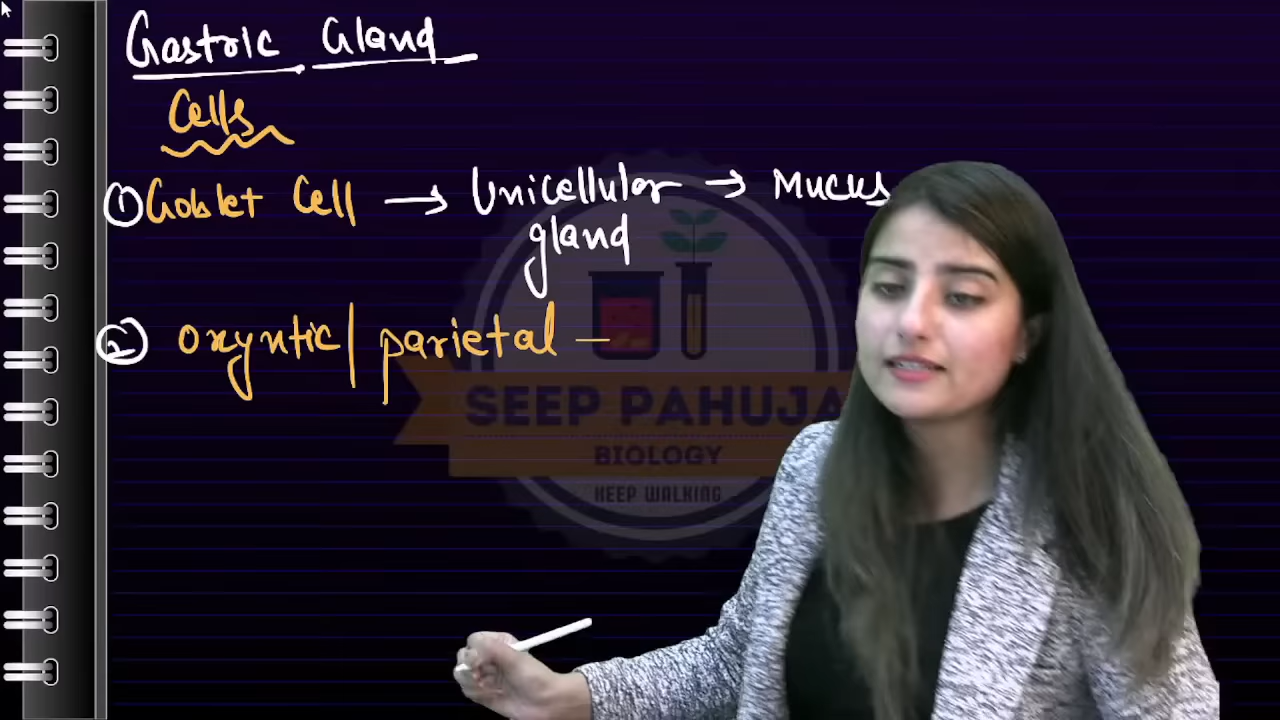 Gastric Gland
Cells
① Goblet Cell → Unicellular gland → Mucus
② Oxyntic/parietal –
SEEP PAHUJA
BIOLOGY
KEEP WALKING